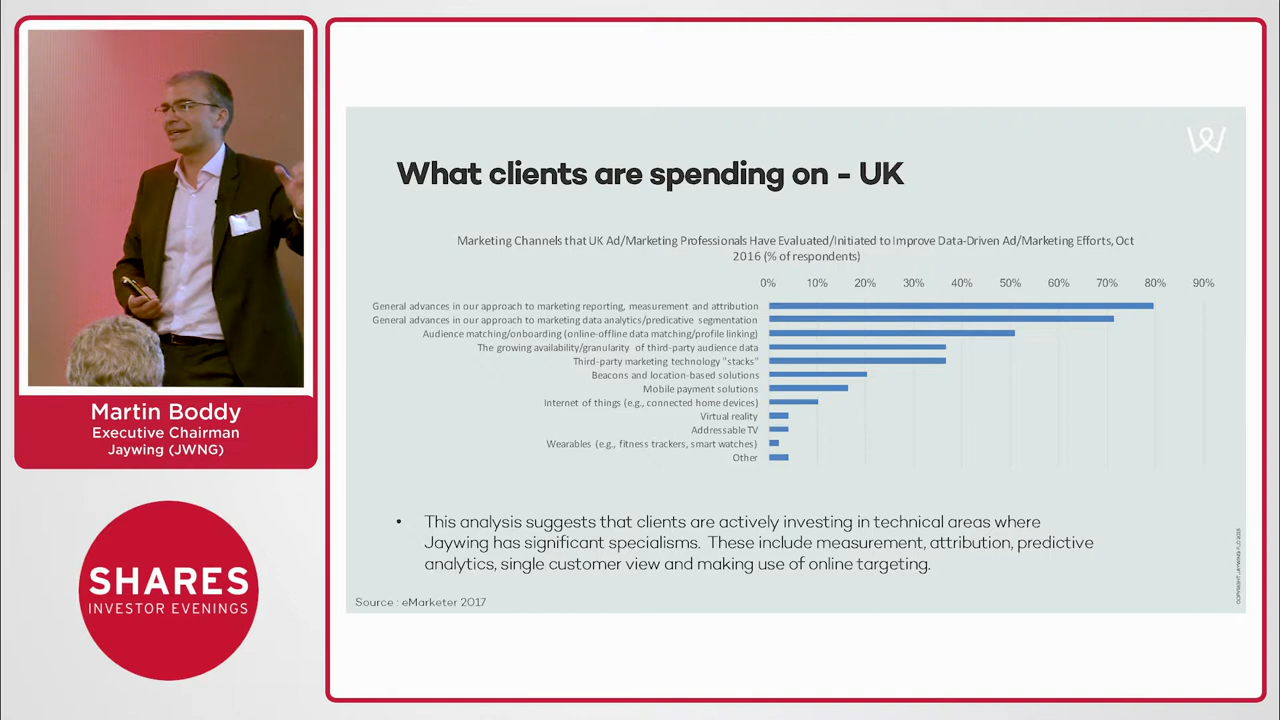 Martin Boddy
Executive Chairman
Jaywing (JWNG)
SHARES
INVESTOR EVENINGS
What clients are spending on - UK
Marketing Channels that UK Ad/Marketing Professionals Have Evaluated/Initiated to Improve Data-Driven Ad/Marketing Efforts, Oct
2016 (% of respondents)
0% 10% 20% 30% 40% 50% 60% 70% 80% 90%
General advances in our approach to marketing reporting, measurement and attribution
General advances in our approach to marketing data analytics/predicative segmentation
Audience matching/onboarding (online-offline data matching/profile linking)
The growing availability/granularity of third-party audience data
Third-party marketing technology "stacks"
Beacons and location-based solutions
Mobile payment solutions
Internet of things (e.g., connected home devices)
Virtual reality
Addressable TV
Wearables (e.g., fitness trackers, smart watches)
Other
• This analysis suggests that clients are actively investing in technical areas where
Jaywing has significant specialisms. These include measurement, attribution, predictive
analytics, single customer view and making use of online targeting.
Source : eMarketer 2017